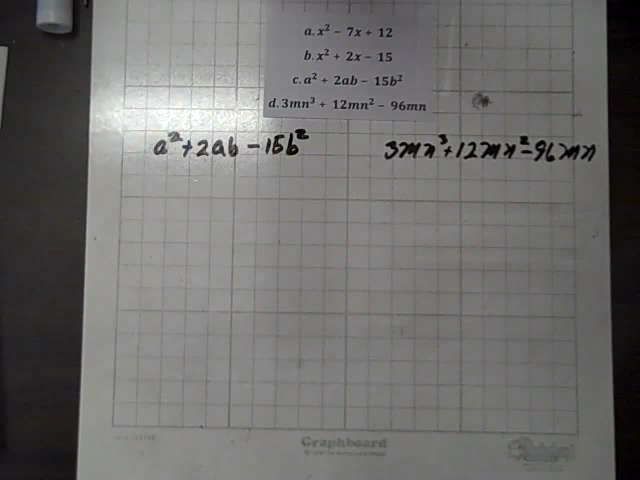 a. x² − 7x + 12
b. x² + 2x − 15
c. a² + 2ab − 15b²
d. 3mn³ + 12mn² − 96mn
a² + 2ab − 15b²
3mn³ + 12mn² − 96mn
Graphboard